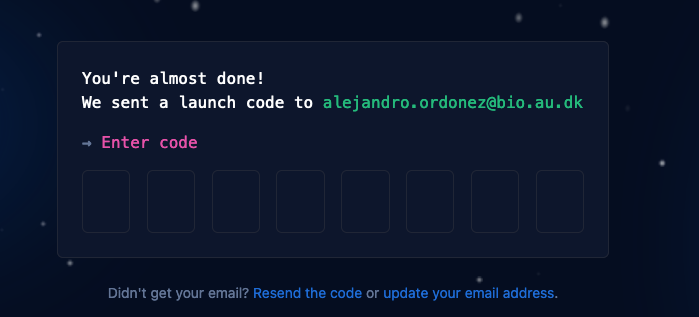 You're almost done!
We sent a launch code to alejandro.ordonez@bio.au.dk
→ Enter code
Didn't get your email? Resend the code or update your email address.